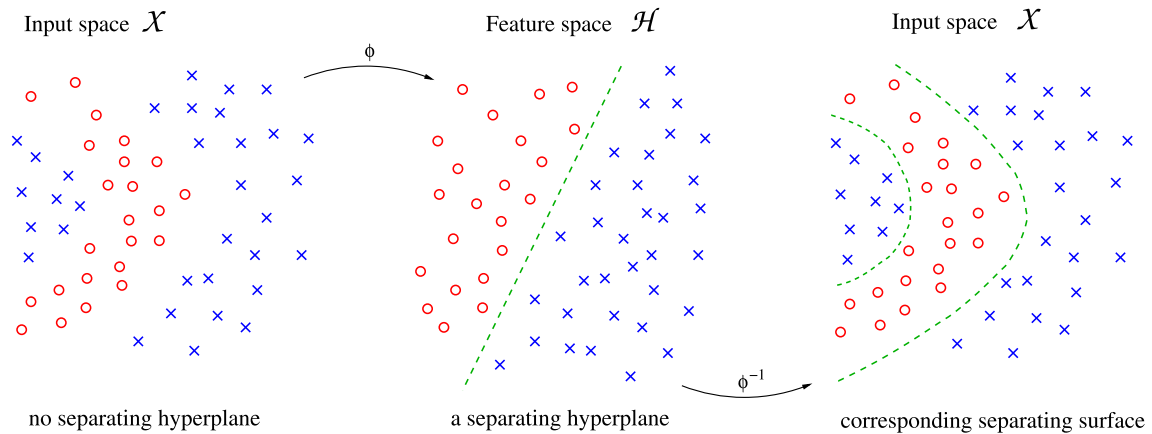 Input space 𝒳
Feature space ℋ
Input space 𝒳
ϕ
ϕ⁻¹
no separating hyperplane
a separating hyperplane
corresponding separating surface